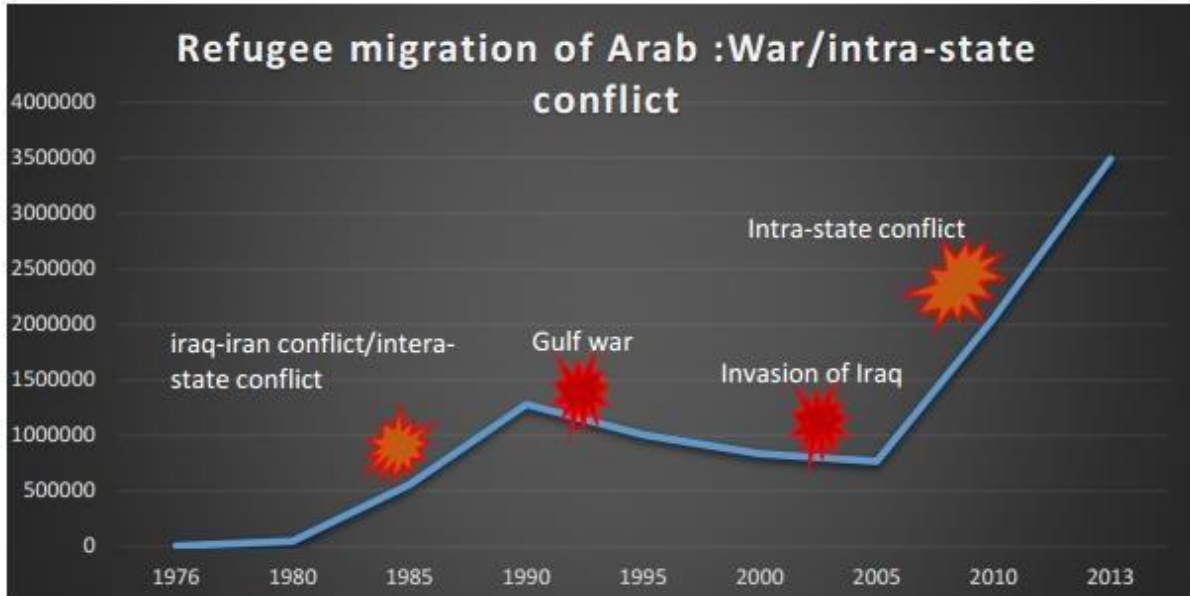 Refugee migration of Arab :War/intra-state
conflict
4000000
3500000
3000000
2500000
2000000
1500000
1000000
500000
0
Intra-state conflict
iraq-iran conflict/intera-
state conflict
Gulf war
Invasion of Iraq
1976 1980 1985 1990 1995 2000 2005 2010 2013